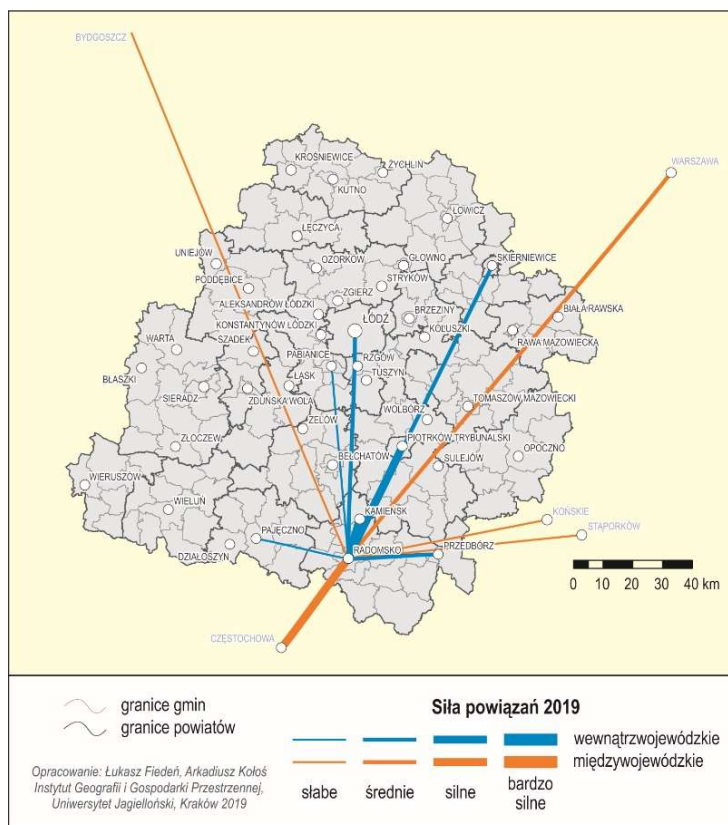 BYDGOSZCZ
WARSZAWA
KROŚNIEWICE
ŻYCHLIN
KUTNO
ŁOWICZ
ŁĘCZYCA
UNIEJÓW
OZORKÓW
GŁOWNO
SKIERNIEWICE
PODDĘBICE
STRYKÓW
ZGIERZ
ALEKSANDRÓW ŁÓDZKI
BRZEZINY
BIAŁA RAWSKA
ŁÓDŹ
KONSTANTYNÓW ŁÓDZKI
KOLUSZKI
RAWA MAZOWIECKA
WARTA
SZADEK
PABIANICE
RZGÓW
BŁASZKI
ŁASK
TUSZYN
SIERADZ
ZDUŃSKA WOLA
WOLBÓRZ
TOMASZÓW MAZOWIECKI
ZELÓW
PIOTRKÓW TRYBUNALSKI
ZŁOCZEW
BEŁCHATÓW
SULEJÓW
OPOCZNO
WIERUSZÓW
WIELUŃ
KAMIEŃSK
KOŃSKIE
PAJĘCZNO
STĄPORKÓW
DZIAŁOSZYN
RADOMSKO
PRZEDBÓRZ
0 10 20 30 40 km
CZĘSTOCHOWA
granice gmin
granice powiatów
Opracowanie: Łukasz Fiedeń, Arkadiusz Kołoś
Instytut Geografii i Gospodarki Przestrzennej,
Uniwersytet Jagielloński, Kraków 2019
Siła powiązań 2019
wewnątrzwojewódzkie
międzywojewódzkie
słabe średnie silne bardzo
silne